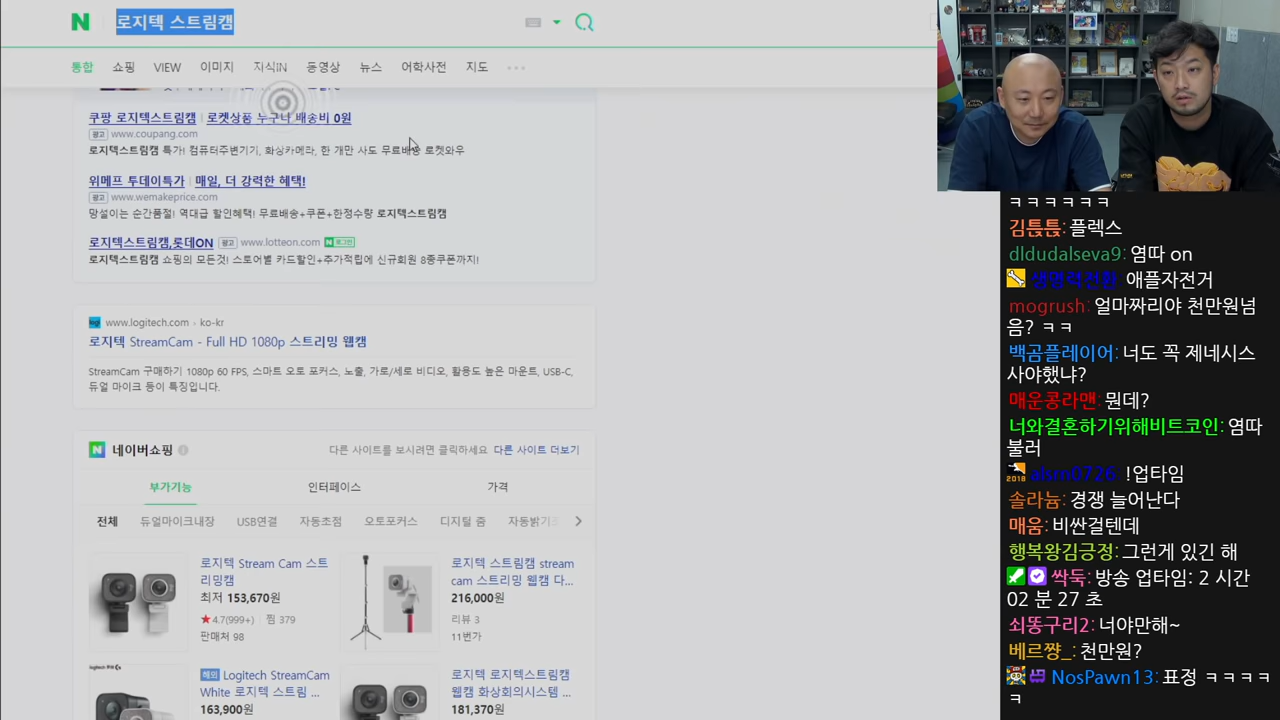 N 로지텍 스트림캠
통합 쇼핑 VIEW 이미지 지식iN 동영상 뉴스 어학사전 지도
쿠팡 로지텍스트림캠 로켓상품 누구나 배송비 0원
광고 www.coupang.com
로지텍스트림캠 특가! 컴퓨터주변기기, 화상카메라, 한 개만 사도 무료배송 로켓와우
위메프 투데이특가 매일, 더 강력한 혜택!
광고 www.wemakeprice.com
망설이는 순간품절! 역대급 할인혜택! 무료배송+쿠폰+한정수량 로지텍스트림캠
로지텍스트림캠,롯데ON 광고 www.lotteon.com N 로그인
로지텍스트림캠 쇼핑의 모든것! 스토어별 카드할인+추가적립에 신규회원 8종쿠폰까지!
logi www.logitech.com › ko-kr
로지텍 StreamCam - Full HD 1080p 스트리밍 웹캠
StreamCam 구매하기 1080p 60 FPS, 스마트 오토 포커스, 노출, 가로/세로 비디오, 활용도 높은 마운트, USB-C,
듀얼 마이크 등이 특징입니다.
N 네이버쇼핑 다른 사이트를 보시려면 클릭하세요 다른 사이트 더보기
부가기능 인터페이스 가격
전체 듀얼마이크내장 USB연결 자동초점 오토포커스 디지털 줌 자동밝기조
로지텍 Stream Cam 스트
리밍캠
최저 153,670원
4.7(999+) 찜 379
판매처 98
로지텍 스트림캠 stream
cam 스트리밍 웹캠 다...
216,000원
리뷰 3
11번가
해외 Logitech StreamCam
White 로지텍 스트림 ...
163,900원
로지텍 로지텍스트림캠
웹캠 화상회의시스템 ...
181,370원
ㅋㅋㅋㅋㅋㅋ
김틅틅: 플렉스
dldudalseva9: 염따 on
생명력전환: 애플자전거
mogrush: 얼마짜리야 천만원넘
음? ㅋㅋ
백곰플레이어: 너도 꼭 제네시스
사야했냐?
매운콩라맨: 뭔데?
너와결혼하기위해비트코인: 염따
불러
2018 alsrn0726: !업타임
솔라늄: 경쟁 늘어난다
매움: 비싼걸텐데
행복왕김긍정: 그런게 있긴 해
싹둑: 방송 업타임: 2 시간
02 분 27 초
쇠똥구리2: 너야만해~
베르쨩_: 천만원?
NosPawn13: 표정 ㅋㅋㅋㅋ
ㅋ